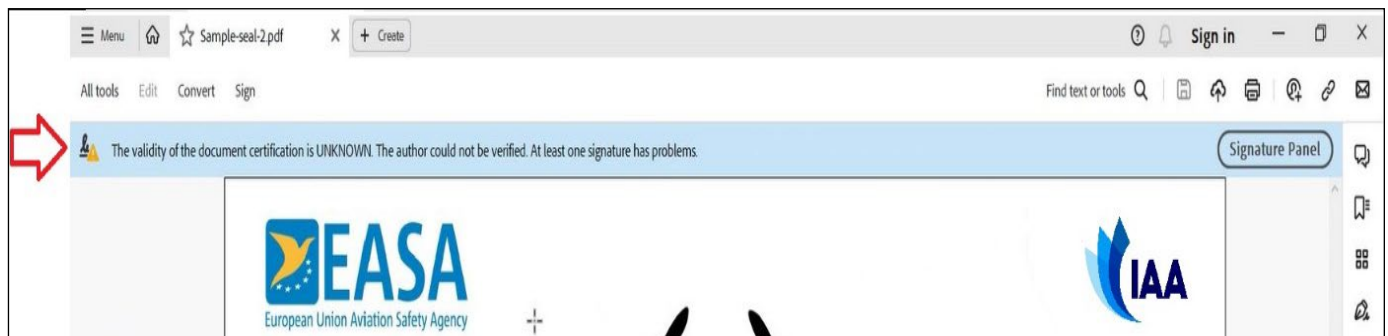 Menu Sample-seal-2.pdf X + Create Sign in
All tools Edit Convert Sign Find text or tools
The validity of the document certification is UNKNOWN. The author could not be verified. At least one signature has problems. Signature Panel
EASA IAA
European Union Aviation Safety Agency